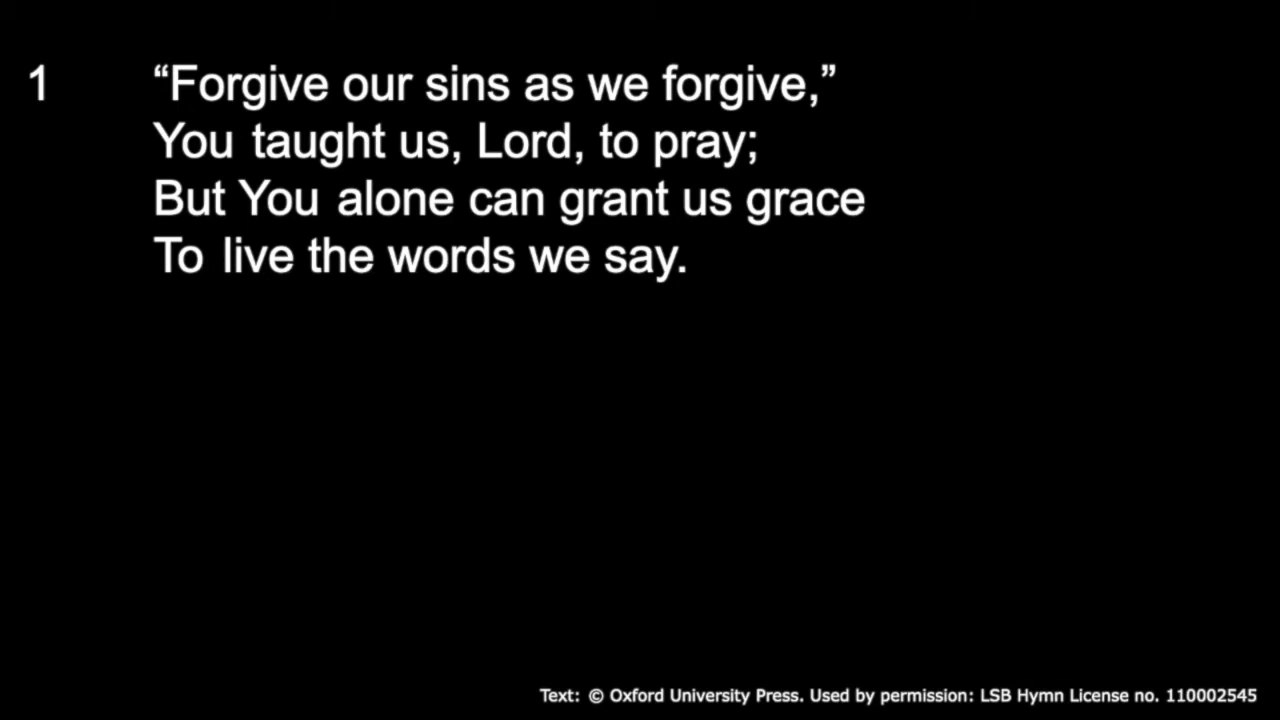 1 “Forgive our sins as we forgive,”
You taught us, Lord, to pray;
But You alone can grant us grace
To live the words we say.
Text: © Oxford University Press. Used by permission: LSB Hymn License no. 110002545